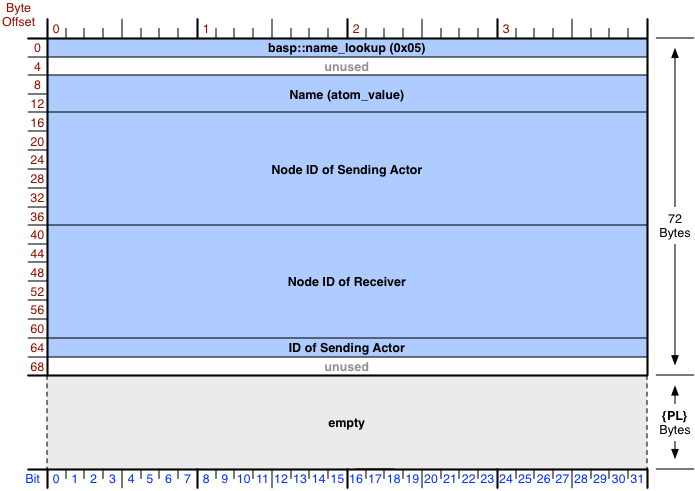 Byte
Offset
0 1 2 3
0 basp::name_lookup (0x05)
4 unused
8
Name (atom_value)
12
16
20
24 Node ID of Sending Actor
28
32
36
40
44
48 Node ID of Receiver
52
56
60
64 ID of Sending Actor
68 unused
72
Bytes
empty
{PL}
Bytes
Bit 0 1 2 3 4 5 6 7 8 9 10 11 12 13 14 15 16 17 18 19 20 21 22 23 24 25 26 27 28 29 30 31